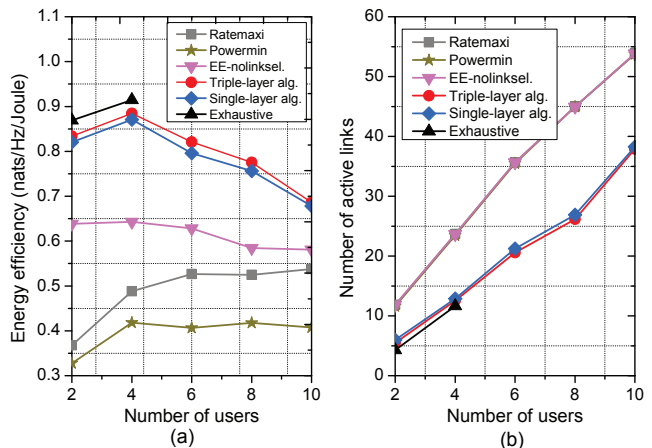 Energy efficiency (nats/Hz/Joule)
1.1
1.0
0.9
0.8
0.7
0.6
0.5
0.4
0.3
Ratemaxi
Powermin
EE-nolinksel.
Triple-layer alg.
Single-layer alg.
Exhaustive
2 4 6 8 10
Number of users
(a)
Number of active links
60
50
40
30
20
10
0
Ratemaxi
Powermin
EE-nolinksel.
Triple-layer alg.
Single-layer alg.
Exhaustive
2 4 6 8 10
Number of users
(b)